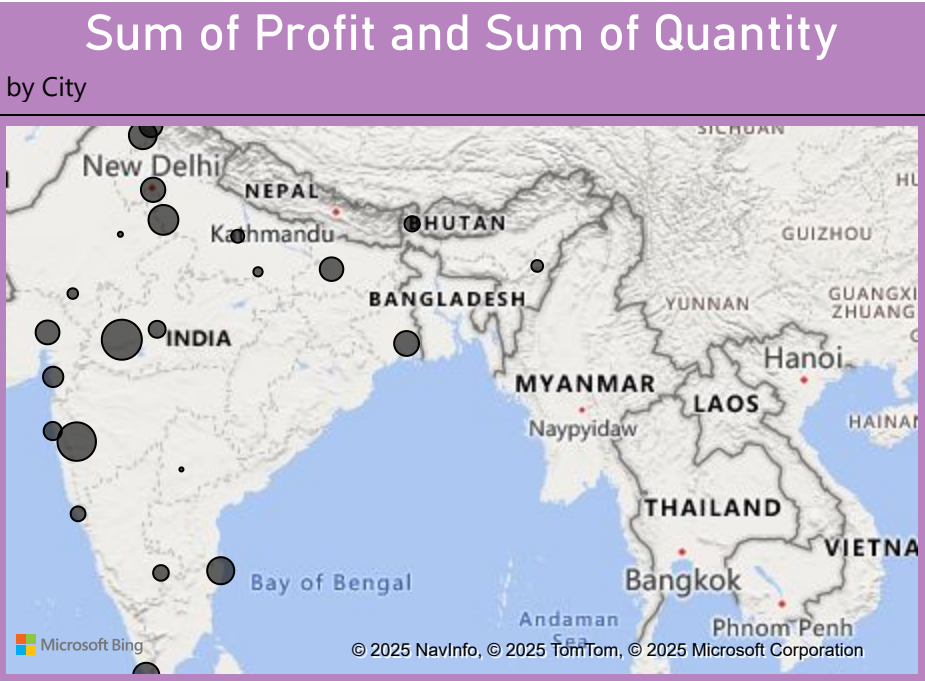 Sum of Profit and Sum of Quantity
by City
SICHUAN
New Delhi
NEPAL
HU
Kathmandu
BHUTAN
GUIZHOU
BANGLADESH
YUNNAN
GUANGXI
ZHUANG
INDIA
Hanoi
MYANMAR
LAOS
HAINAN
Naypyidaw
THAILAND
VIETNA
Bay of Bengal
Bangkok
Andaman
Sea
Phnom Penh
Microsoft Bing
© 2025 NavInfo, © 2025 TomTom, © 2025 Microsoft Corporation